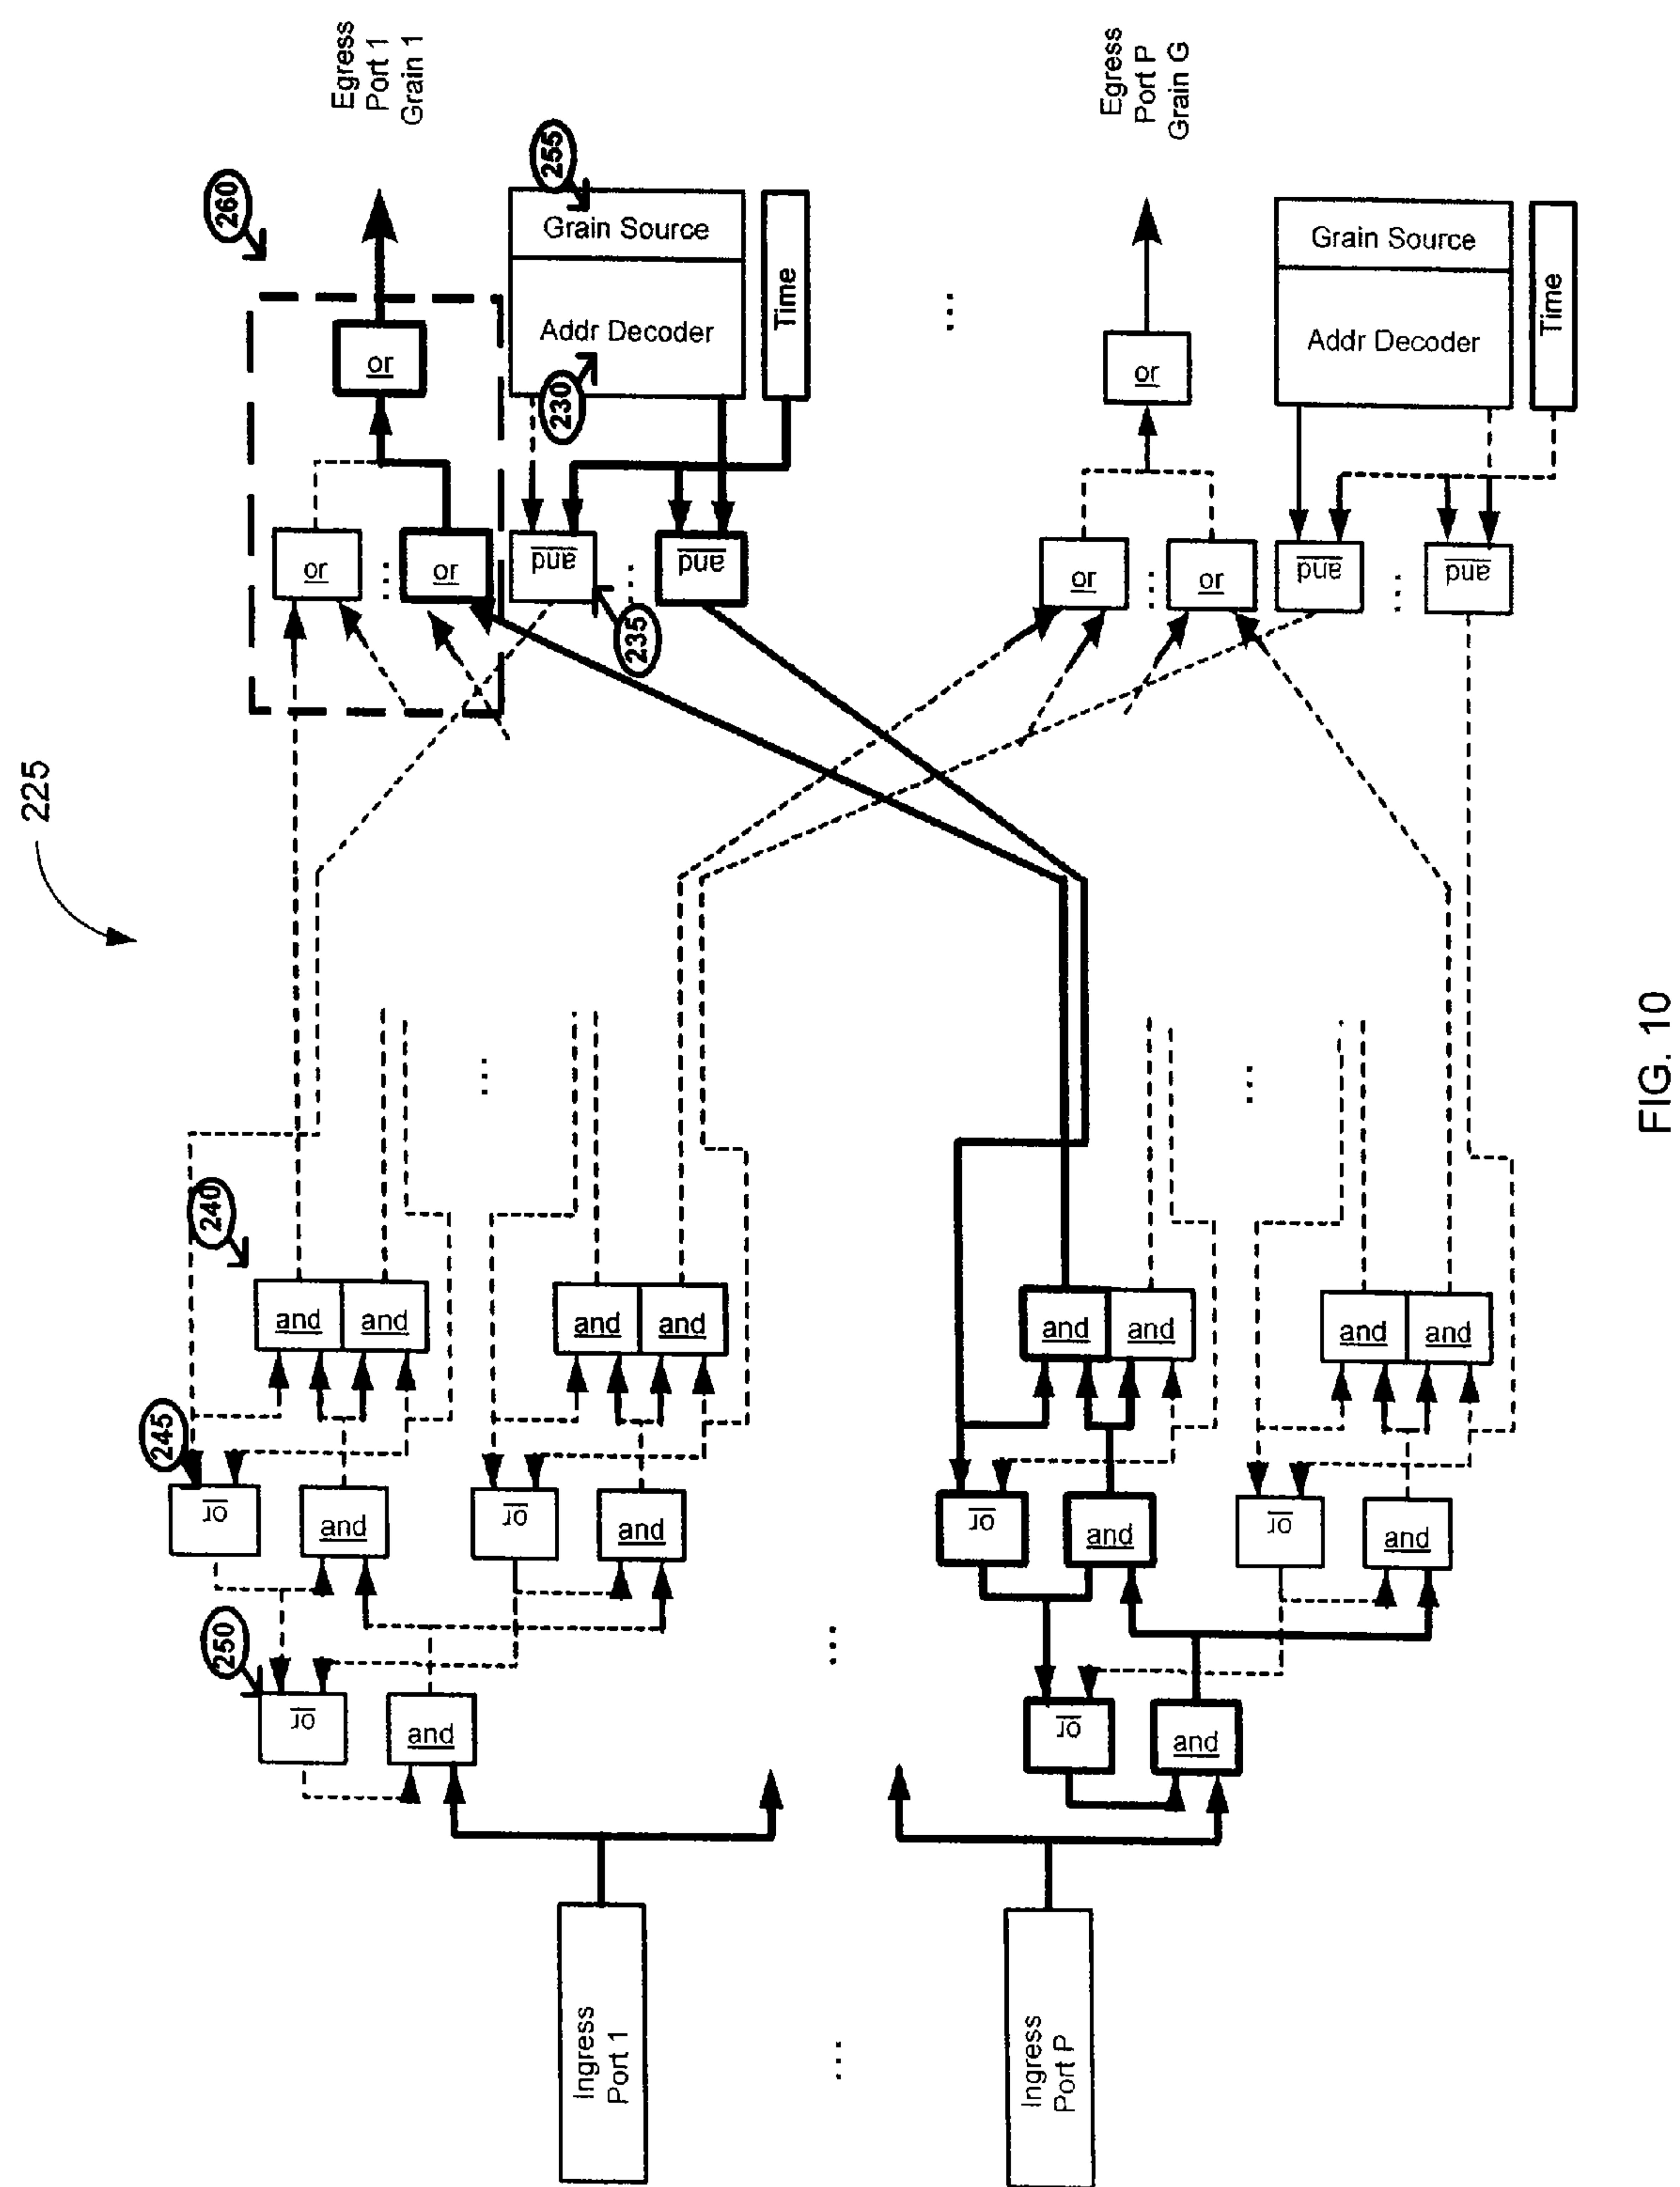 225
Egress
Port 1
Grain 1
260
or
or
or
255
Grain Source
Addr Decoder
230
Time
and
and
235
...
...
...
Egress
Port P
Grain G
or
or
or
Grain Source
Addr Decoder
Time
and
and
...
...
240
and
and
and
and
...
245
or
and
or
and
250
or
and
and
and
and
and
...
or
and
or
and
...
or
and
Ingress
Port 1
...
Ingress
Port P
FIG. 10